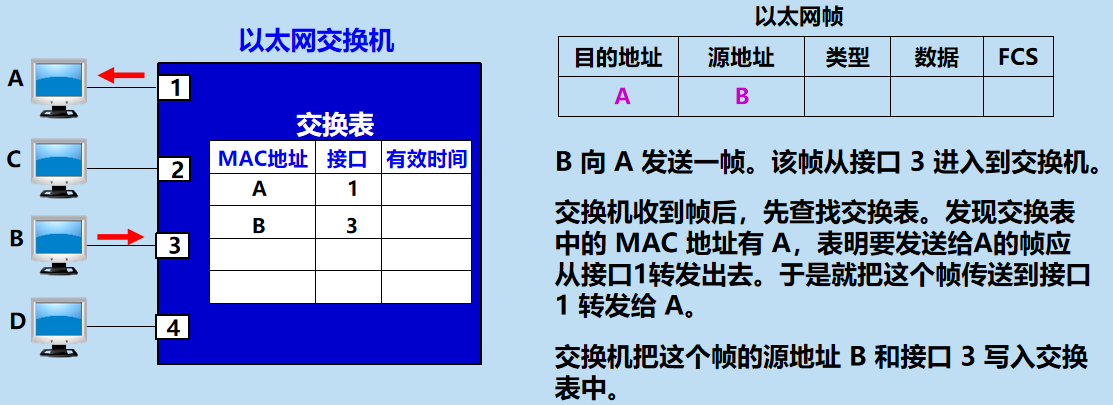 以太网交换机
A
C
B
D
1
2
3
4
交换表
MAC地址 接口 有效时间
A 1
B 3
以太网帧
目的地址 源地址 类型 数据 FCS
A B
B 向 A 发送一帧。该帧从接口 3 进入到交换机。
交换机收到帧后，先查找交换表。发现交换表
中的 MAC 地址有 A，表明要发送给A的帧应
从接口1转发出去。于是就把这个帧传送到接口
1 转发给 A。
交换机把这个帧的源地址 B 和接口 3 写入交换
表中。